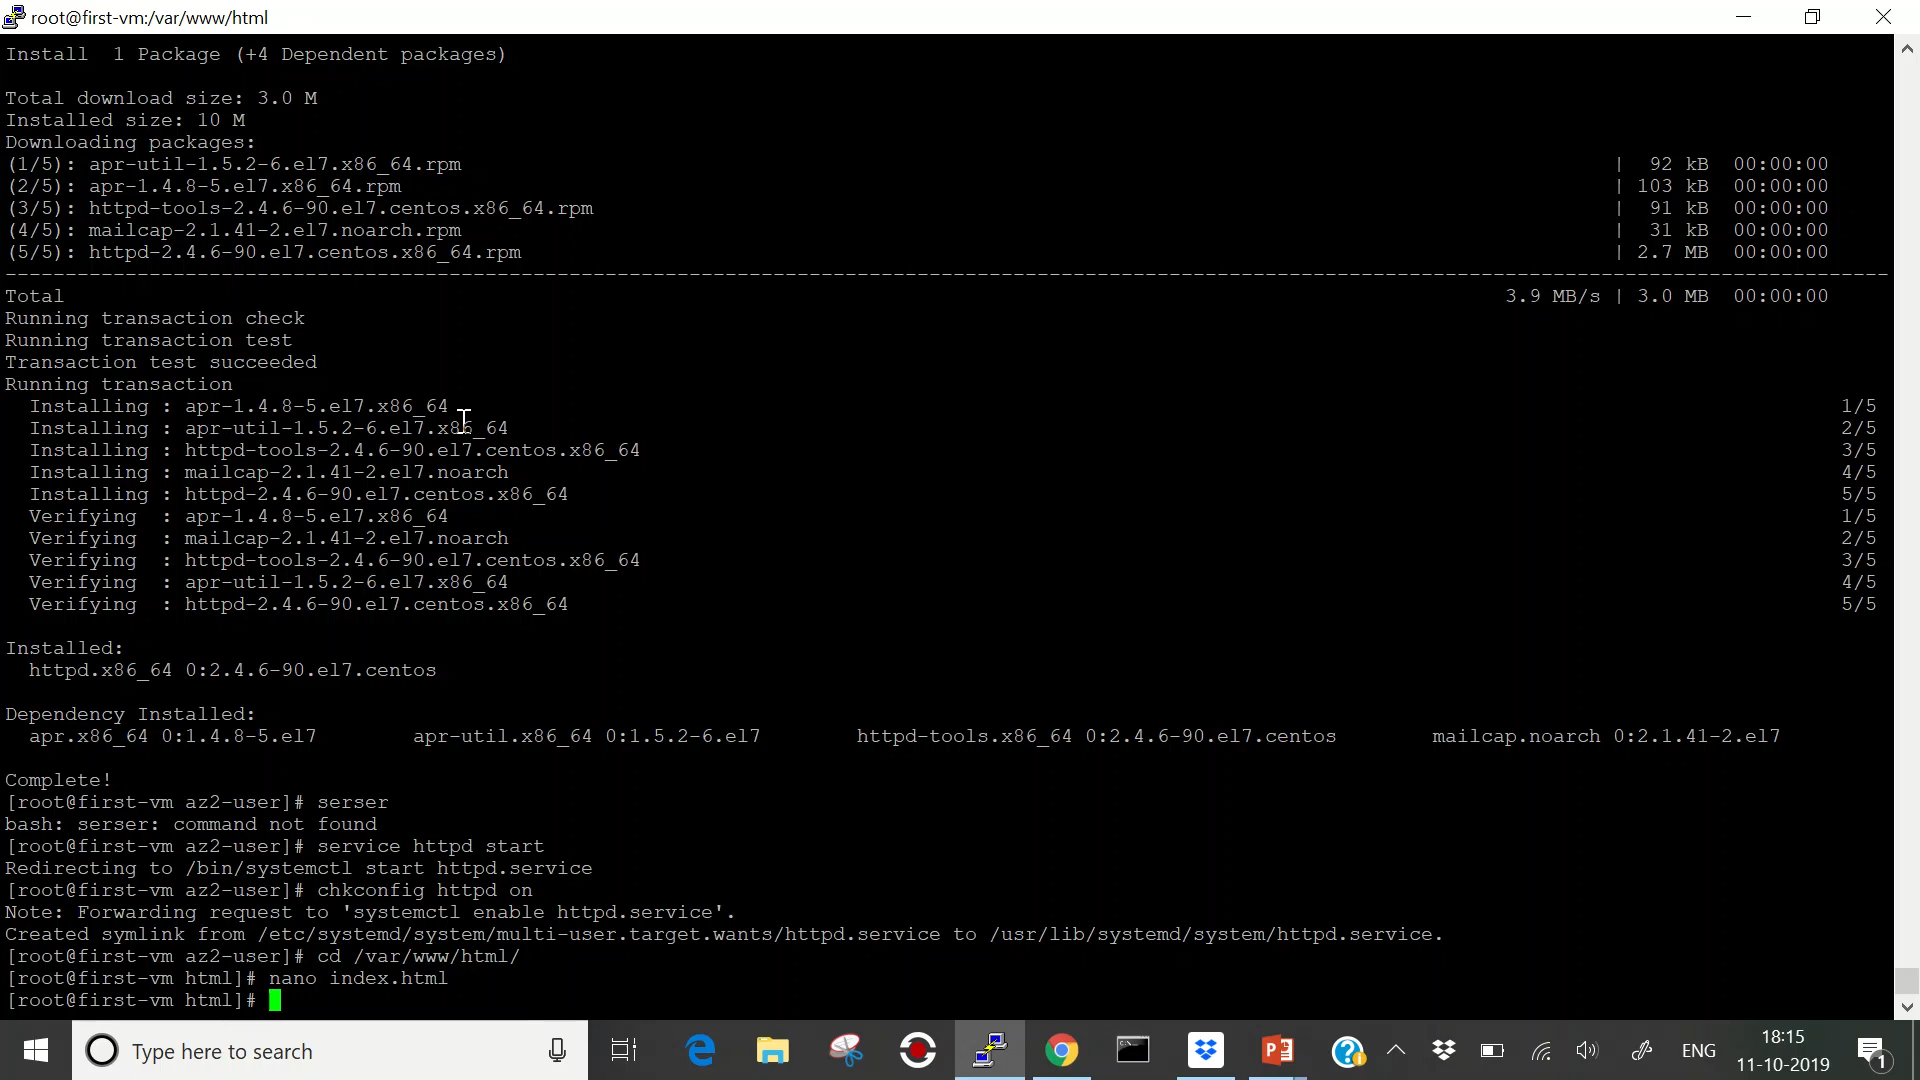 root@first-vm:/var/www/html
Install  1 Package (+4 Dependent packages)
Total download size: 3.0 M
Installed size: 10 M
Downloading packages:
(1/5): apr-util-1.5.2-6.el7.x86_64.rpm | 92 kB 00:00:00
(2/5): apr-1.4.8-5.el7.x86_64.rpm | 103 kB 00:00:00
(3/5): httpd-tools-2.4.6-90.el7.centos.x86_64.rpm | 91 kB 00:00:00
(4/5): mailcap-2.1.41-2.el7.noarch.rpm | 31 kB 00:00:00
(5/5): httpd-2.4.6-90.el7.centos.x86_64.rpm | 2.7 MB 00:00:00
--------------------------------------------------------------------------------
Total 3.9 MB/s | 3.0 MB 00:00:00
Running transaction check
Running transaction test
Transaction test succeeded
Running transaction
Installing : apr-1.4.8-5.el7.x86_64 1/5
Installing : apr-util-1.5.2-6.el7.x86_64 2/5
Installing : httpd-tools-2.4.6-90.el7.centos.x86_64 3/5
Installing : mailcap-2.1.41-2.el7.noarch 4/5
Installing : httpd-2.4.6-90.el7.centos.x86_64 5/5
Verifying  : apr-1.4.8-5.el7.x86_64 1/5
Verifying  : mailcap-2.1.41-2.el7.noarch 2/5
Verifying  : httpd-tools-2.4.6-90.el7.centos.x86_64 3/5
Verifying  : apr-util-1.5.2-6.el7.x86_64 4/5
Verifying  : httpd-2.4.6-90.el7.centos.x86_64 5/5
Installed:
httpd.x86_64 0:2.4.6-90.el7.centos
Dependency Installed:
apr.x86_64 0:1.4.8-5.el7 apr-util.x86_64 0:1.5.2-6.el7 httpd-tools.x86_64 0:2.4.6-90.el7.centos mailcap.noarch 0:2.1.41-2.el7
Complete!
[root@first-vm az2-user]# serser
bash: serser: command not found
[root@first-vm az2-user]# service httpd start
Redirecting to /bin/systemctl start httpd.service
[root@first-vm az2-user]# chkconfig httpd on
Note: Forwarding request to 'systemctl enable httpd.service'.
Created symlink from /etc/systemd/system/multi-user.target.wants/httpd.service to /usr/lib/systemd/system/httpd.service.
[root@first-vm az2-user]# cd /var/www/html/
[root@first-vm html]# nano index.html
[root@first-vm html]#
Type here to search
ENG
18:15
11-10-2019
1